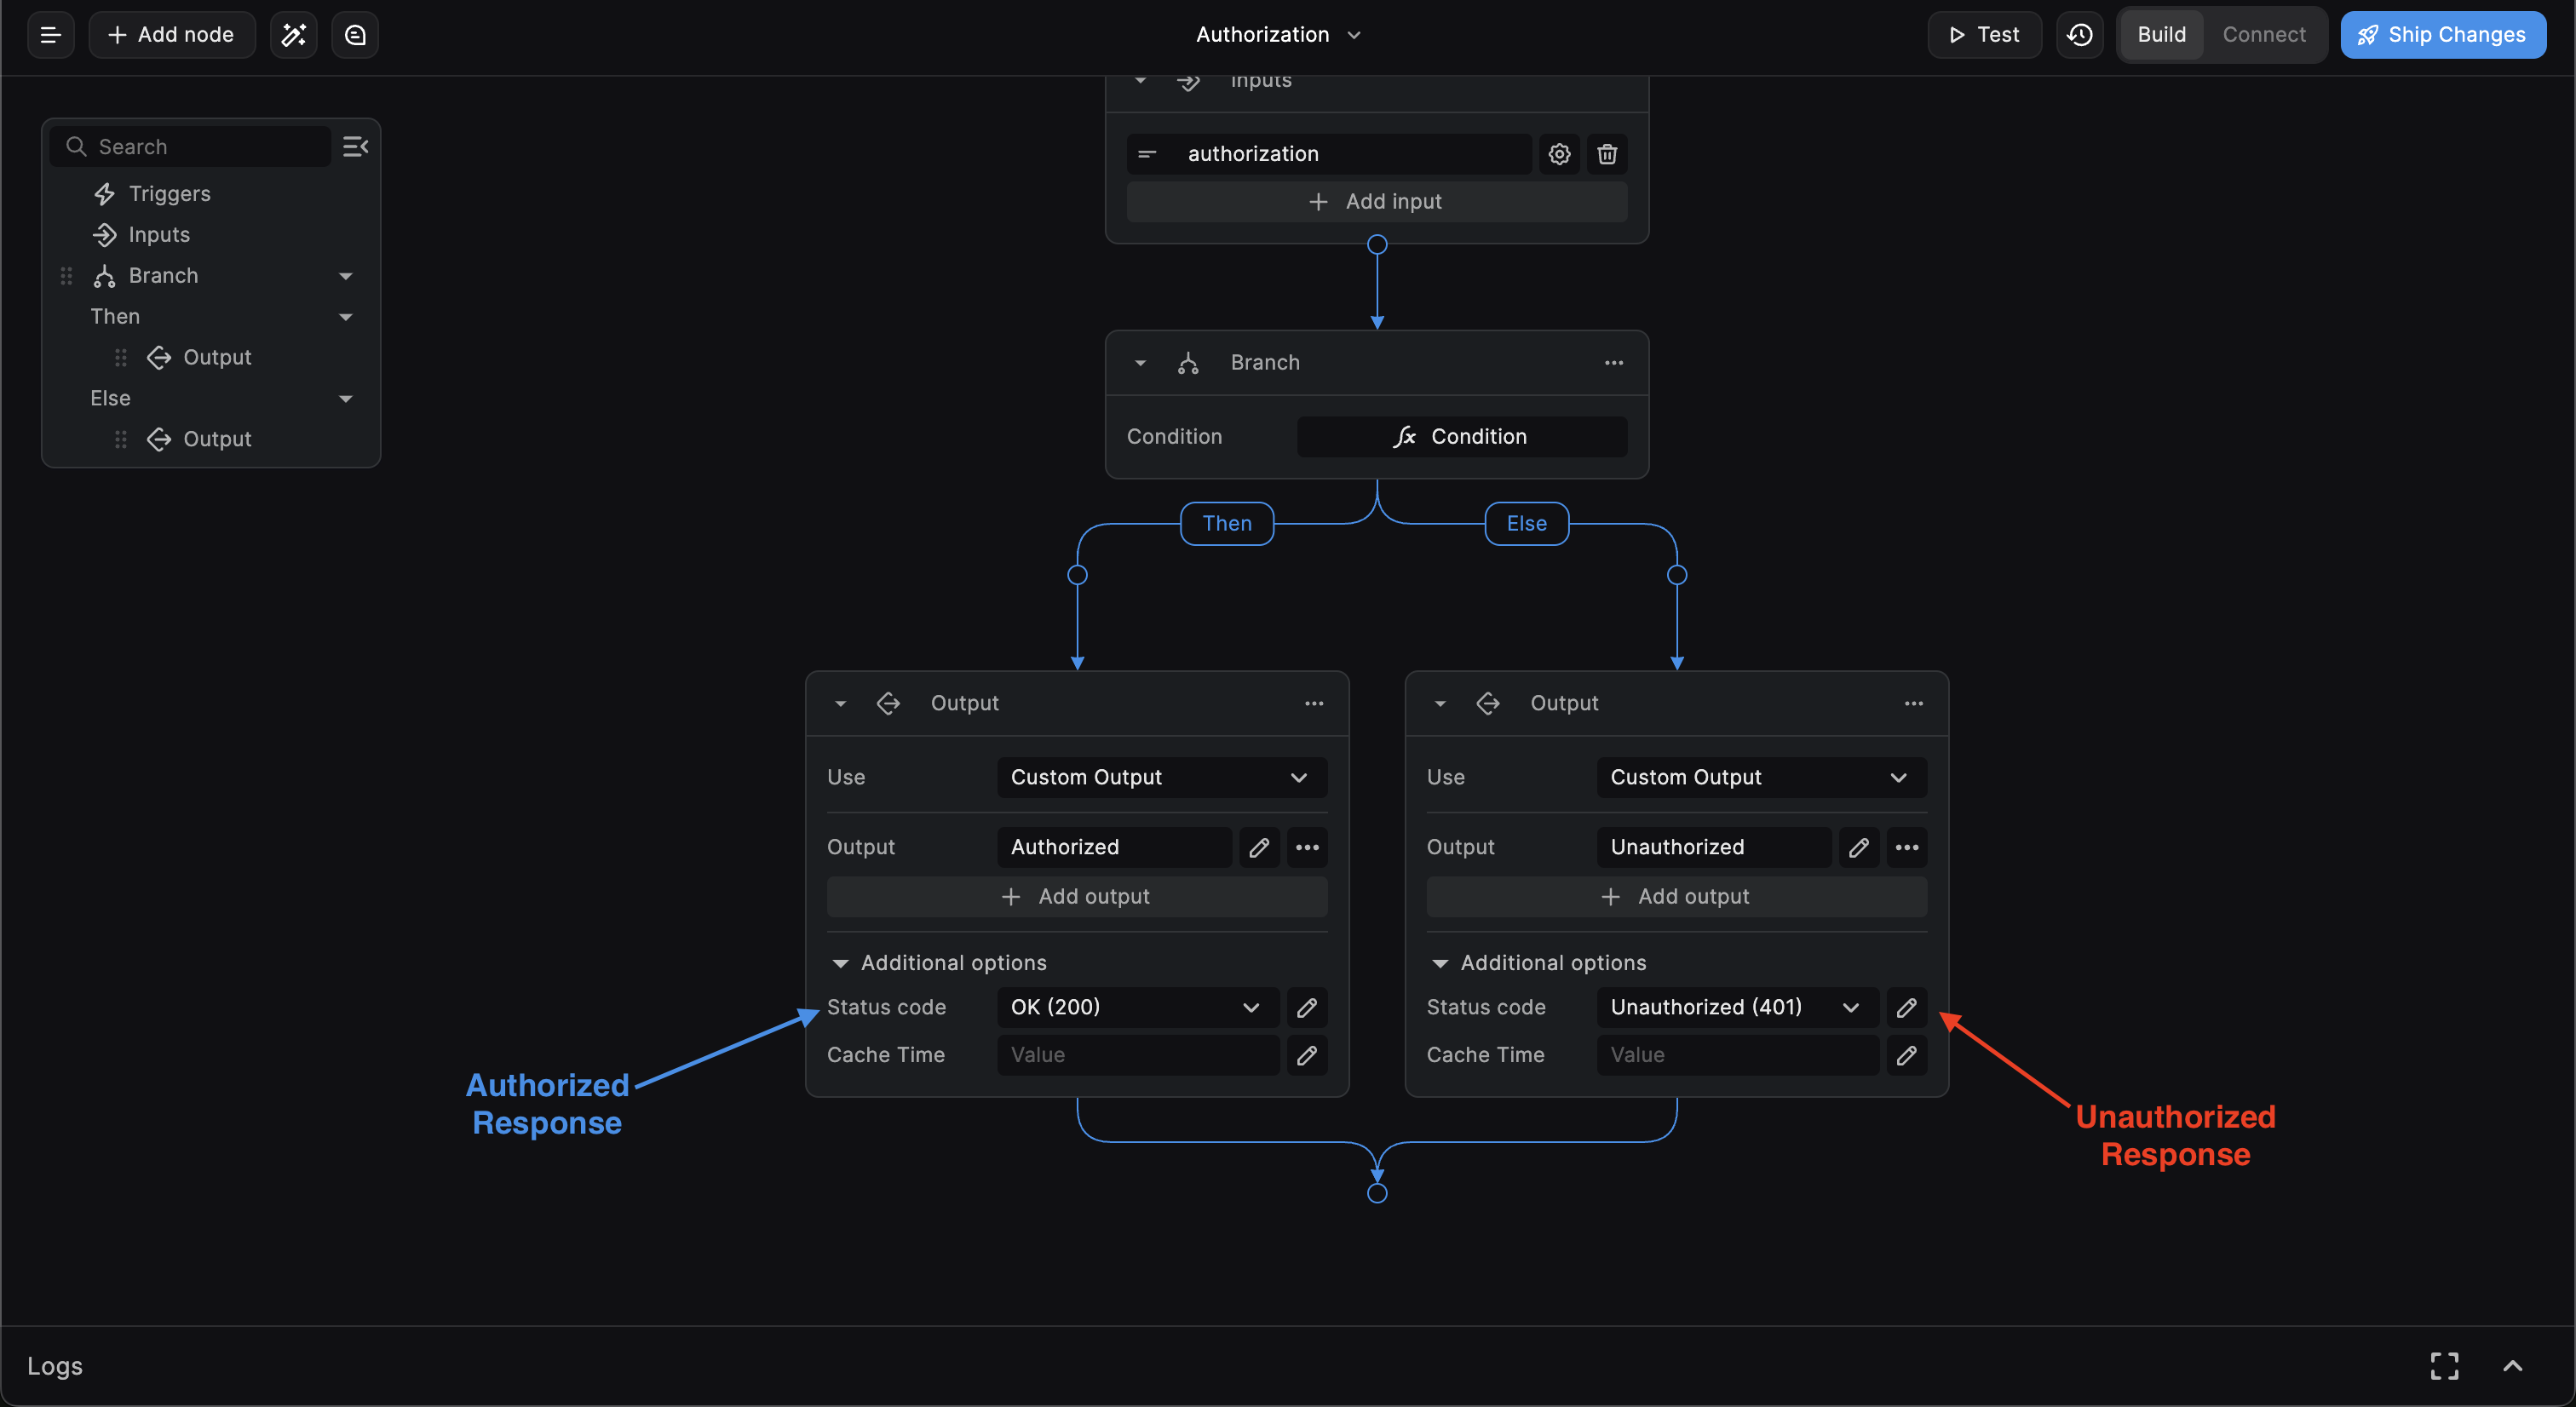 Add node
Authorization
Test
Build
Connect
Ship Changes
Search
Triggers
Inputs
Branch
Then
Output
Else
Output
Inputs
authorization
Add input
Branch
Condition
fx Condition
Then
Else
Output
Use
Custom Output
Output
Authorized
Add output
Additional options
Status code
OK (200)
Cache Time
Value
Output
Use
Custom Output
Output
Unauthorized
Add output
Additional options
Status code
Unauthorized (401)
Cache Time
Value
Authorized
Response
Unauthorized
Response
Logs